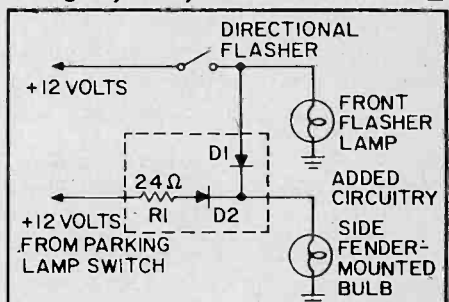 DIRECTIONAL
FLASHER
+12 VOLTS
FRONT
FLASHER
LAMP
D1
24Ω
R1
D2
ADDED
CIRCUITRY
+12 VOLTS
FROM PARKING
LAMP SWITCH
SIDE
FENDER-
MOUNTED
BULB